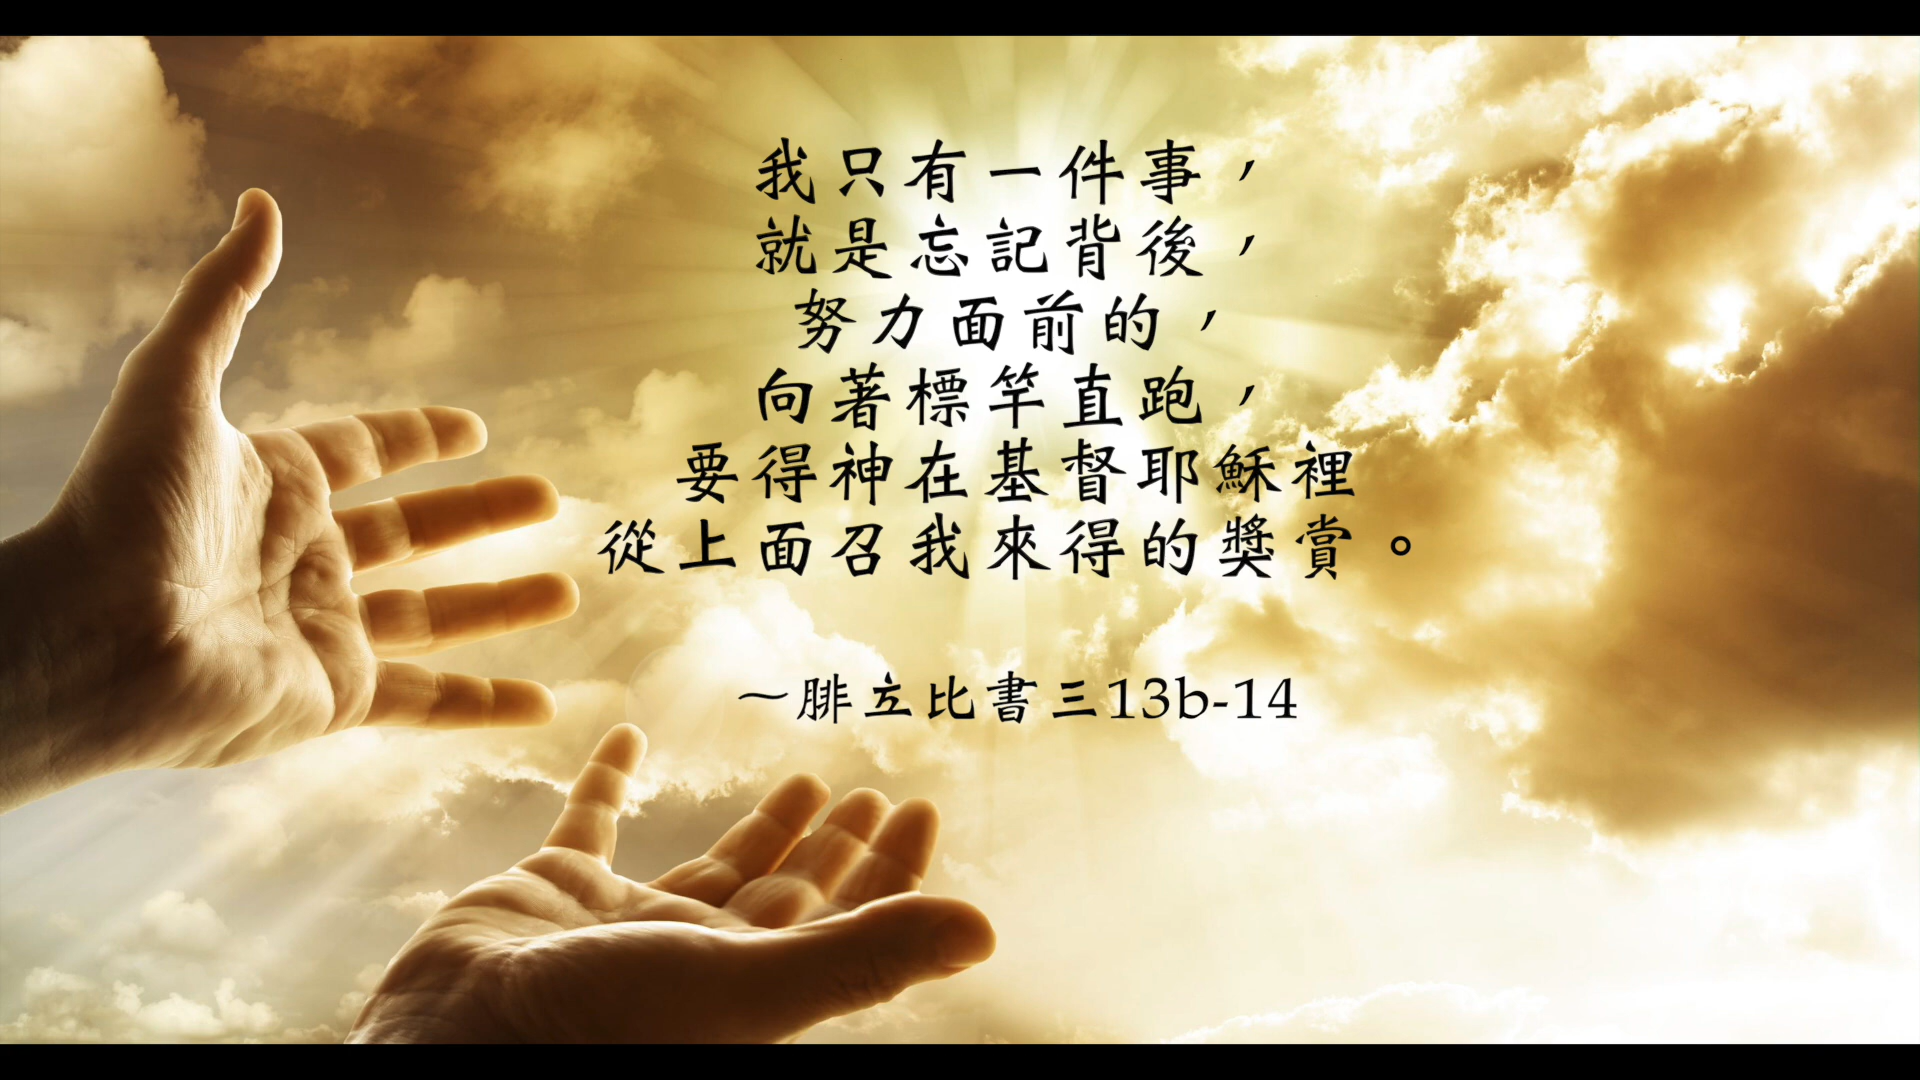 我只有一件事，
就是忘記背後，
努力面前的，
向著標竿直跑，
要得神在基督耶穌裡
從上面召我來得的獎賞。
～腓立比書三13b-14